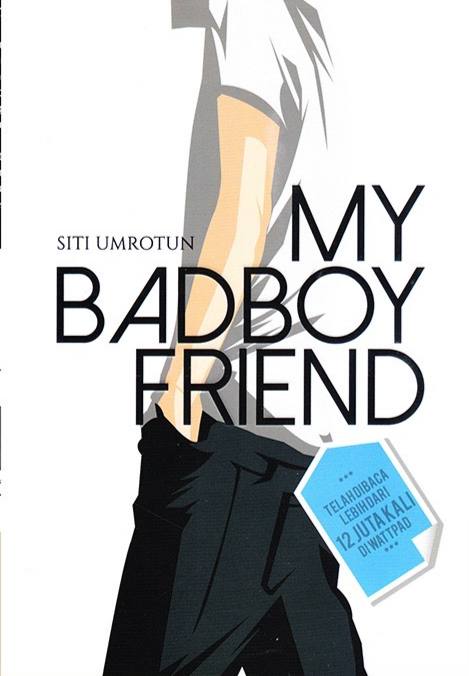 SITI UMROTUN
MY
BADBOY
FRIEND
TELAH DIBACA
LEBIH DARI
12 JUTA KALI
DI WATTPAD